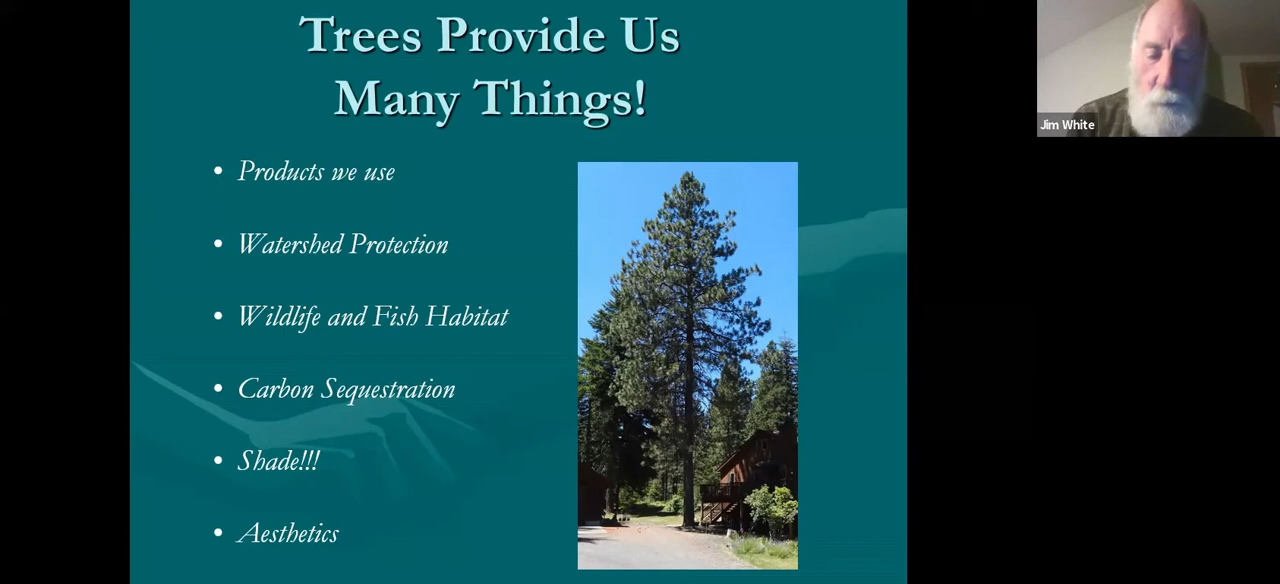 Trees Provide Us
Many Things!
• Products we use
• Watershed Protection
• Wildlife and Fish Habitat
• Carbon Sequestration
• Shade!!!
• Aesthetics
Jim White